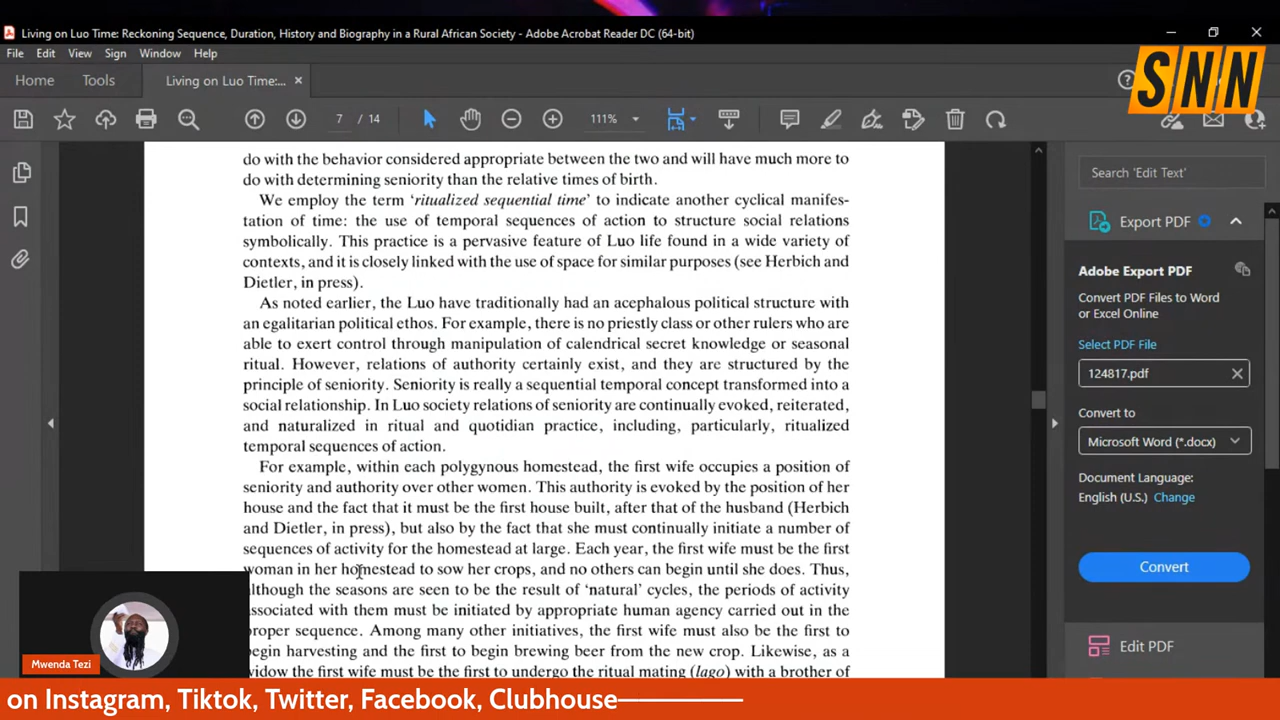 Living on Luo Time: Reckoning Sequence, Duration, History and Biography in a Rural African Society - Adobe Acrobat Reader DC (64-bit)
File Edit View Sign Window Help
SNN
Home Tools Living on Luo Time:...
7 / 14 111%
do with the behavior considered appropriate between the two and will have much more to
do with determining seniority than the relative times of birth.
We employ the term ‘ritualized sequential time’ to indicate another cyclical manifes-
tation of time: the use of temporal sequences of action to structure social relations
symbolically. This practice is a pervasive feature of Luo life found in a wide variety of
contexts, and it is closely linked with the use of space for similar purposes (see Herbich and
Dietler, in press).
As noted earlier, the Luo have traditionally had an acephalous political structure with
an egalitarian political ethos. For example, there is no priestly class or other rulers who are
able to exert control through manipulation of calendrical secret knowledge or seasonal
ritual. However, relations of authority certainly exist, and they are structured by the
principle of seniority. Seniority is really a sequential temporal concept transformed into a
social relationship. In Luo society relations of seniority are continually evoked, reiterated,
and naturalized in ritual and quotidian practice, including, particularly, ritualized
temporal sequences of action.
For example, within each polygynous homestead, the first wife occupies a position of
seniority and authority over other women. This authority is evoked by the position of her
house and the fact that it must be the first house built, after that of the husband (Herbich
and Dietler, in press), but also by the fact that she must continually initiate a number of
sequences of activity for the homestead at large. Each year, the first wife must be the first
woman in her homestead to sow her crops, and no others can begin until she does. Thus,
although the seasons are seen to be the result of ‘natural’ cycles, the periods of activity
associated with them must be initiated by appropriate human agency carried out in the
proper sequence. Among many other initiatives, the first wife must also be the first to
begin harvesting and the first to begin brewing beer from the new crop. Likewise, as a
widow the first wife must be the first to undergo the ritual mating (lago) with a brother of
Search 'Edit Text'
Export PDF
Adobe Export PDF
Convert PDF Files to Word
or Excel Online
Select PDF File
124817.pdf
Convert to
Microsoft Word (*.docx)
Document Language:
English (U.S.) Change
Convert
Edit PDF
Mwenda Tezi
on Instagram, Tiktok, Twitter, Facebook, Clubhouse